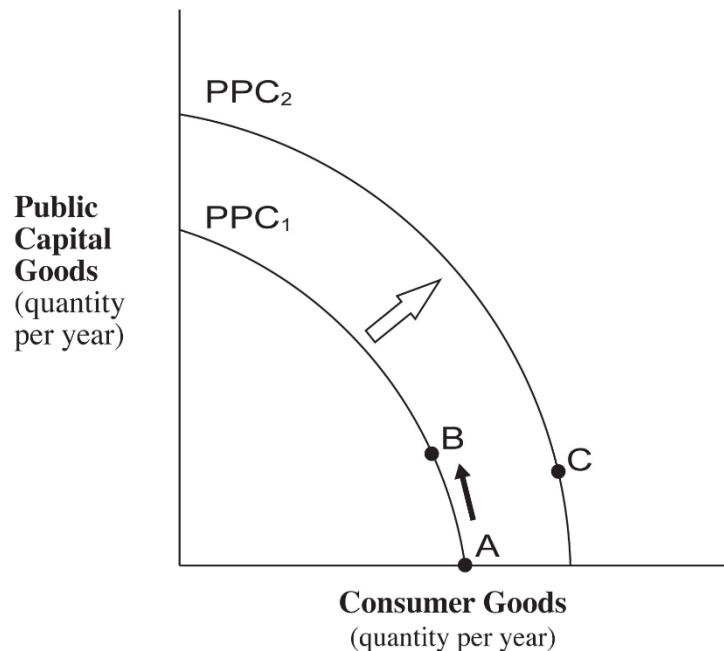 PPC₂
PPC₁
Public
Capital
Goods
(quantity
per year)
B
C
A
Consumer Goods
(quantity per year)